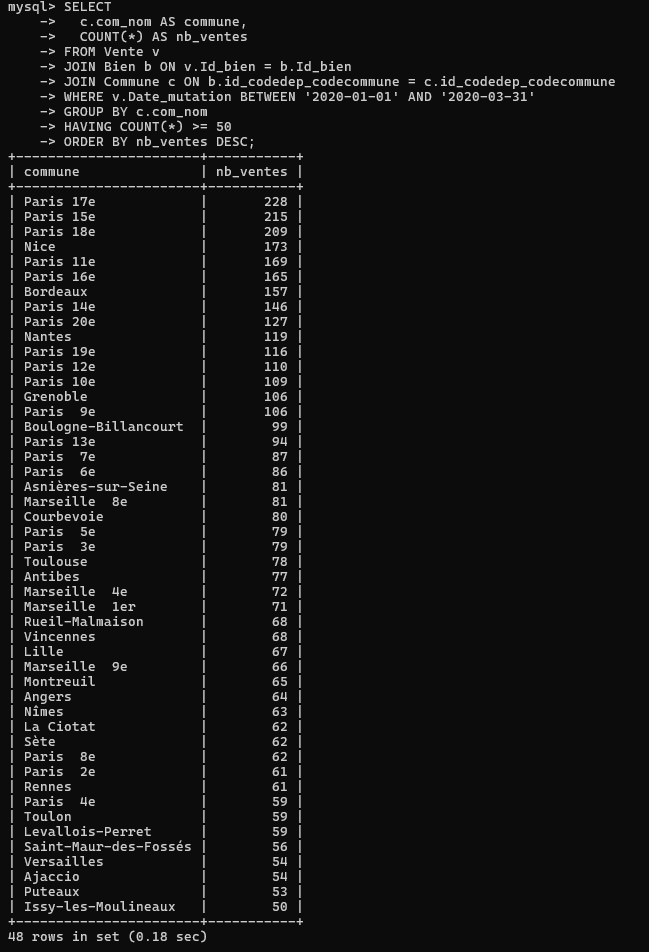 mysql> SELECT
    ->   c.com_nom AS commune,
    ->   COUNT(*) AS nb_ventes
    -> FROM Vente v
    -> JOIN Bien b ON v.Id_bien = b.Id_bien
    -> JOIN Commune c ON b.id_codedep_codecommune = c.id_codedep_codecommune
    -> WHERE v.Date_mutation BETWEEN '2020-01-01' AND '2020-03-31'
    -> GROUP BY c.com_nom
    -> HAVING COUNT(*) >= 50
    -> ORDER BY nb_ventes DESC;
+-----------------------+-----------+
| commune               | nb_ventes |
+-----------------------+-----------+
| Paris 17e             |       228 |
| Paris 15e             |       215 |
| Paris 18e             |       209 |
| Nice                  |       173 |
| Paris 11e             |       169 |
| Paris 16e             |       165 |
| Bordeaux              |       157 |
| Paris 14e             |       146 |
| Paris 20e             |       127 |
| Nantes                |       119 |
| Paris 19e             |       116 |
| Paris 12e             |       110 |
| Paris 10e             |       109 |
| Grenoble              |       106 |
| Paris  9e             |       106 |
| Boulogne-Billancourt  |        99 |
| Paris 13e             |        94 |
| Paris  7e             |        87 |
| Paris  6e             |        86 |
| Asnières-sur-Seine    |        81 |
| Marseille  8e         |        81 |
| Courbevoie            |        80 |
| Paris  5e             |        79 |
| Paris  3e             |        79 |
| Toulouse              |        78 |
| Antibes               |        77 |
| Marseille  4e         |        72 |
| Marseille  1er        |        71 |
| Rueil-Malmaison       |        68 |
| Vincennes             |        68 |
| Lille                 |        67 |
| Marseille  9e         |        66 |
| Montreuil             |        65 |
| Angers                |        64 |
| Nîmes                 |        63 |
| La Ciotat             |        62 |
| Sète                  |        62 |
| Paris  8e             |        62 |
| Paris  2e             |        61 |
| Rennes                |        61 |
| Paris  4e             |        59 |
| Toulon                |        59 |
| Levallois-Perret      |        59 |
| Saint-Maur-des-Fossés |        56 |
| Versailles            |        54 |
| Ajaccio               |        54 |
| Puteaux               |        53 |
| Issy-les-Moulineaux   |        50 |
+-----------------------+-----------+
48 rows in set (0.18 sec)